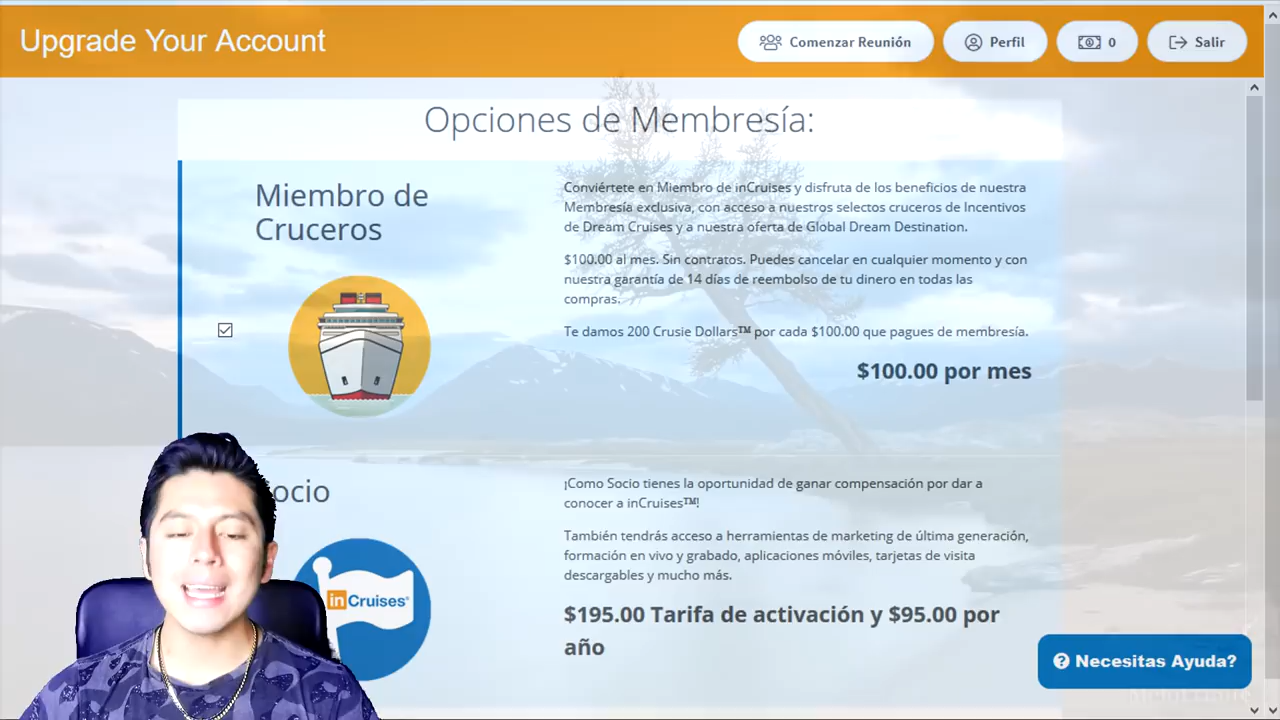 Upgrade Your Account
Comenzar Reunión
Perfil
0
Salir
Opciones de Membresía:
Miembro de
Cruceros
Conviértete en Miembro de inCruises y disfruta de los beneficios de nuestra
Membresía exclusiva, con acceso a nuestros selectos cruceros de Incentivos
de Dream Cruises y a nuestra oferta de Global Dream Destination.
$100.00 al mes. Sin contratos. Puedes cancelar en cualquier momento y con
nuestra garantía de 14 días de reembolso de tu dinero en todas las
compras.
Te damos 200 Crusie Dollars™ por cada $100.00 que pagues de membresía.
$100.00 por mes
ocio
¡Como Socio tienes la oportunidad de ganar compensación por dar a
conocer a inCruises™!
También tendrás acceso a herramientas de marketing de última generación,
formación en vivo y grabado, aplicaciones móviles, tarjetas de visita
descargables y mucho más.
inCruises®
$195.00 Tarifa de activación y $95.00 por
año
Necesitas Ayuda?